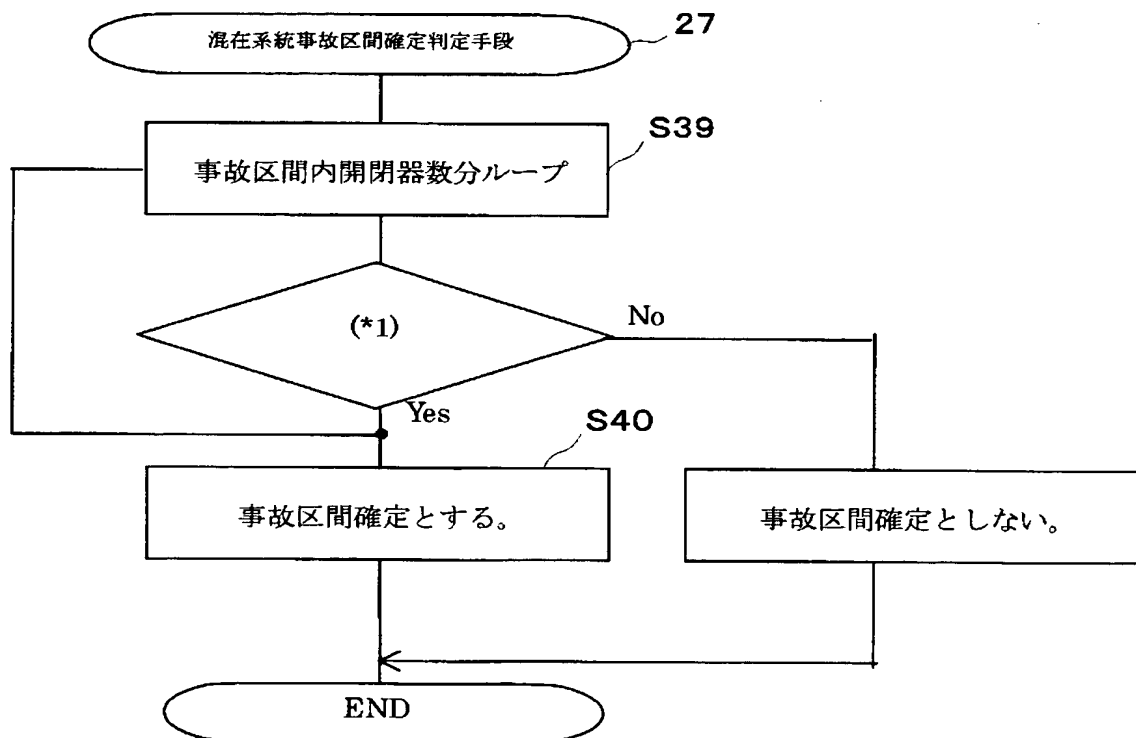 混在系統事故区間確定判定手段
27
S39
事故区間内開閉器数分ループ
(*1)
No
Yes
S40
事故区間確定とする。
事故区間確定としない。
END